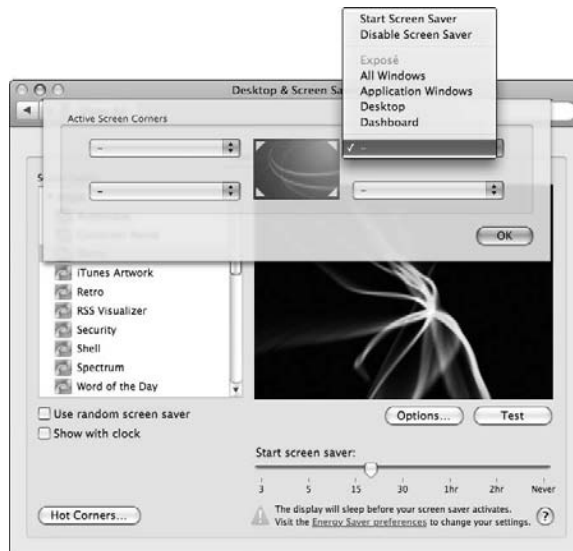 Start Screen Saver
Disable Screen Saver
Exposé
All Windows
Application Windows
Desktop
Dashboard
✓ –
Desktop & Screen Sa
Active Screen Corners
–
–
–
OK
iTunes Artwork
Retro
RSS Visualizer
Security
Shell
Spectrum
Word of the Day
Use random screen saver
Show with clock
Options... Test
Start screen saver:
3 5 15 30 1hr 2hr Never
Hot Corners...
The display will sleep before your screen saver activates.
Visit the Energy Saver preferences to change your settings. ?